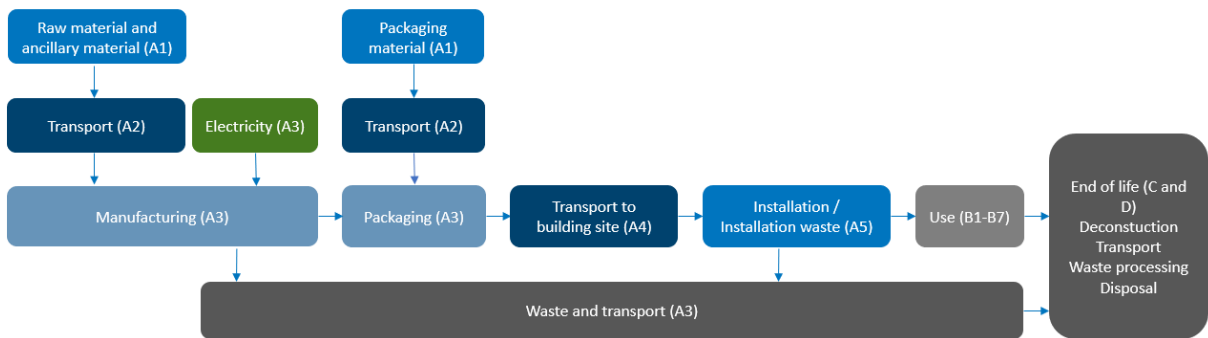 Raw material and
ancillary material (A1)
Packaging
material (A1)
Transport (A2)
Electricity (A3)
Transport (A2)
Manufacturing (A3)
Packaging (A3)
Transport to
building site (A4)
Installation /
Installation waste (A5)
Use (B1-B7)
End of life (C and
D)
Deconstuction
Transport
Waste processing
Disposal
Waste and transport (A3)